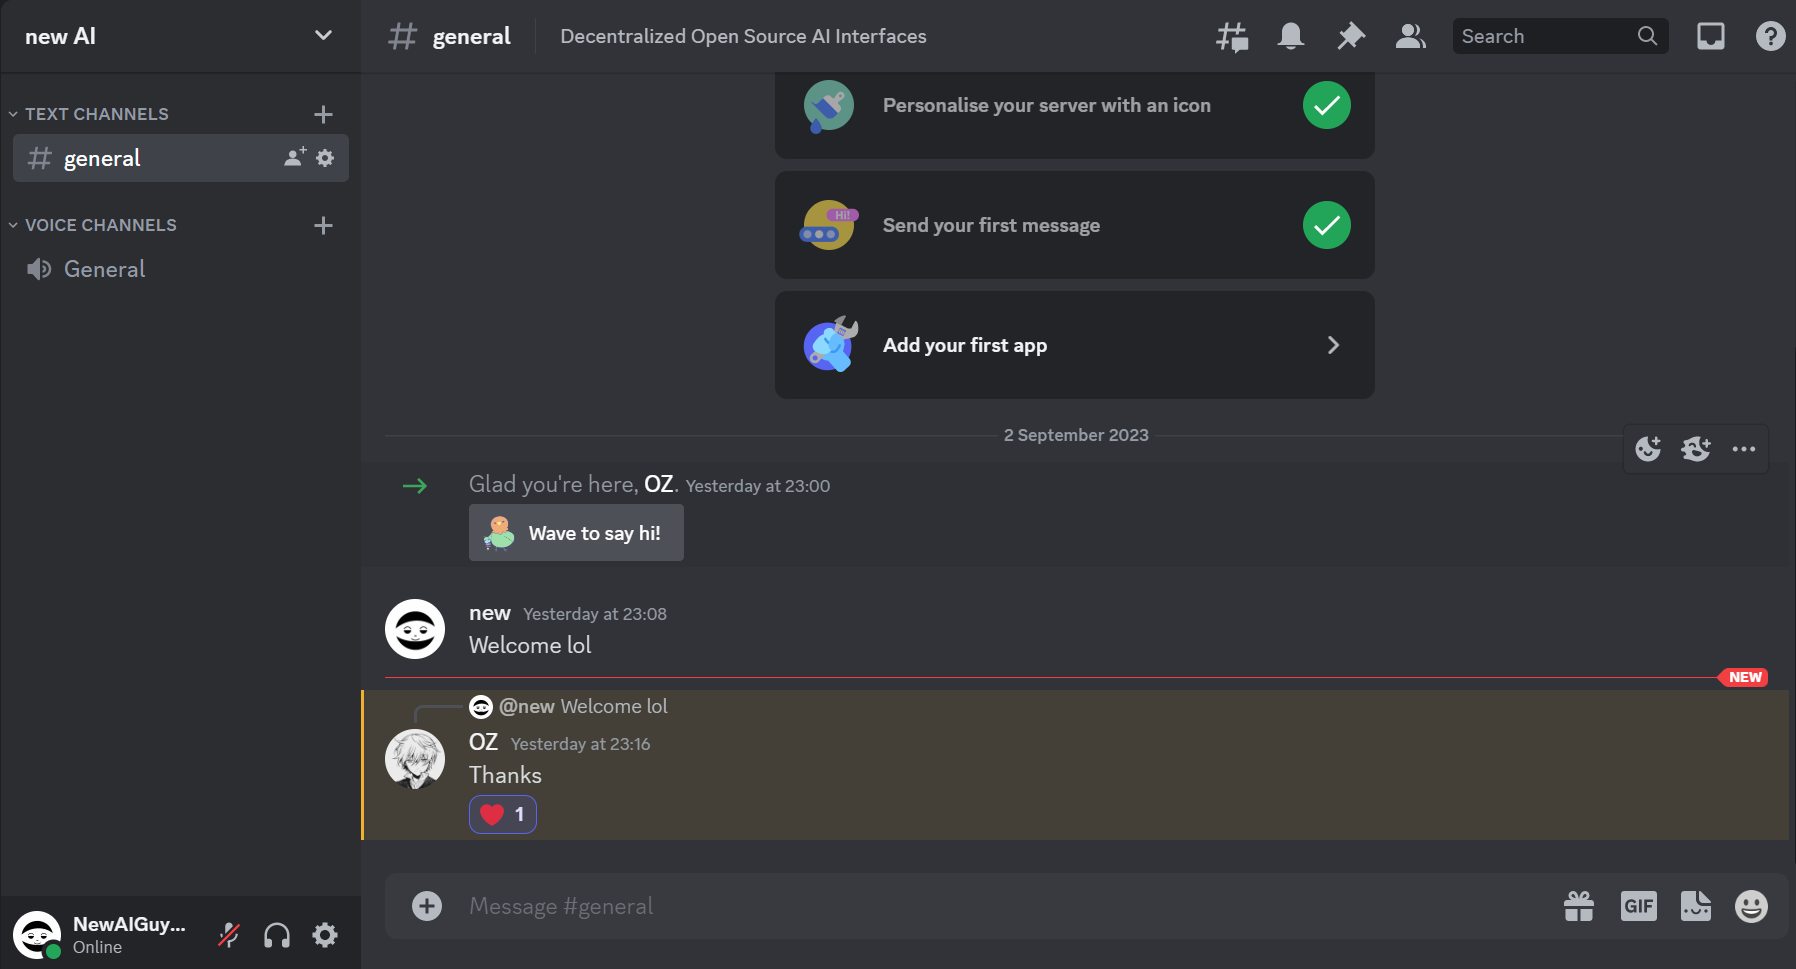 new AI
general
Decentralized Open Source AI Interfaces
Search
TEXT CHANNELS
general
VOICE CHANNELS
General
Personalise your server with an icon
Hi!
Send your first message
Add your first app
2 September 2023
Glad you're here, OZ. Yesterday at 23:00
Wave to say hi!
new Yesterday at 23:08
Welcome lol
NEW
@new Welcome lol
OZ Yesterday at 23:16
Thanks
1
Message #general
GIF
NewAIGuy...
Online